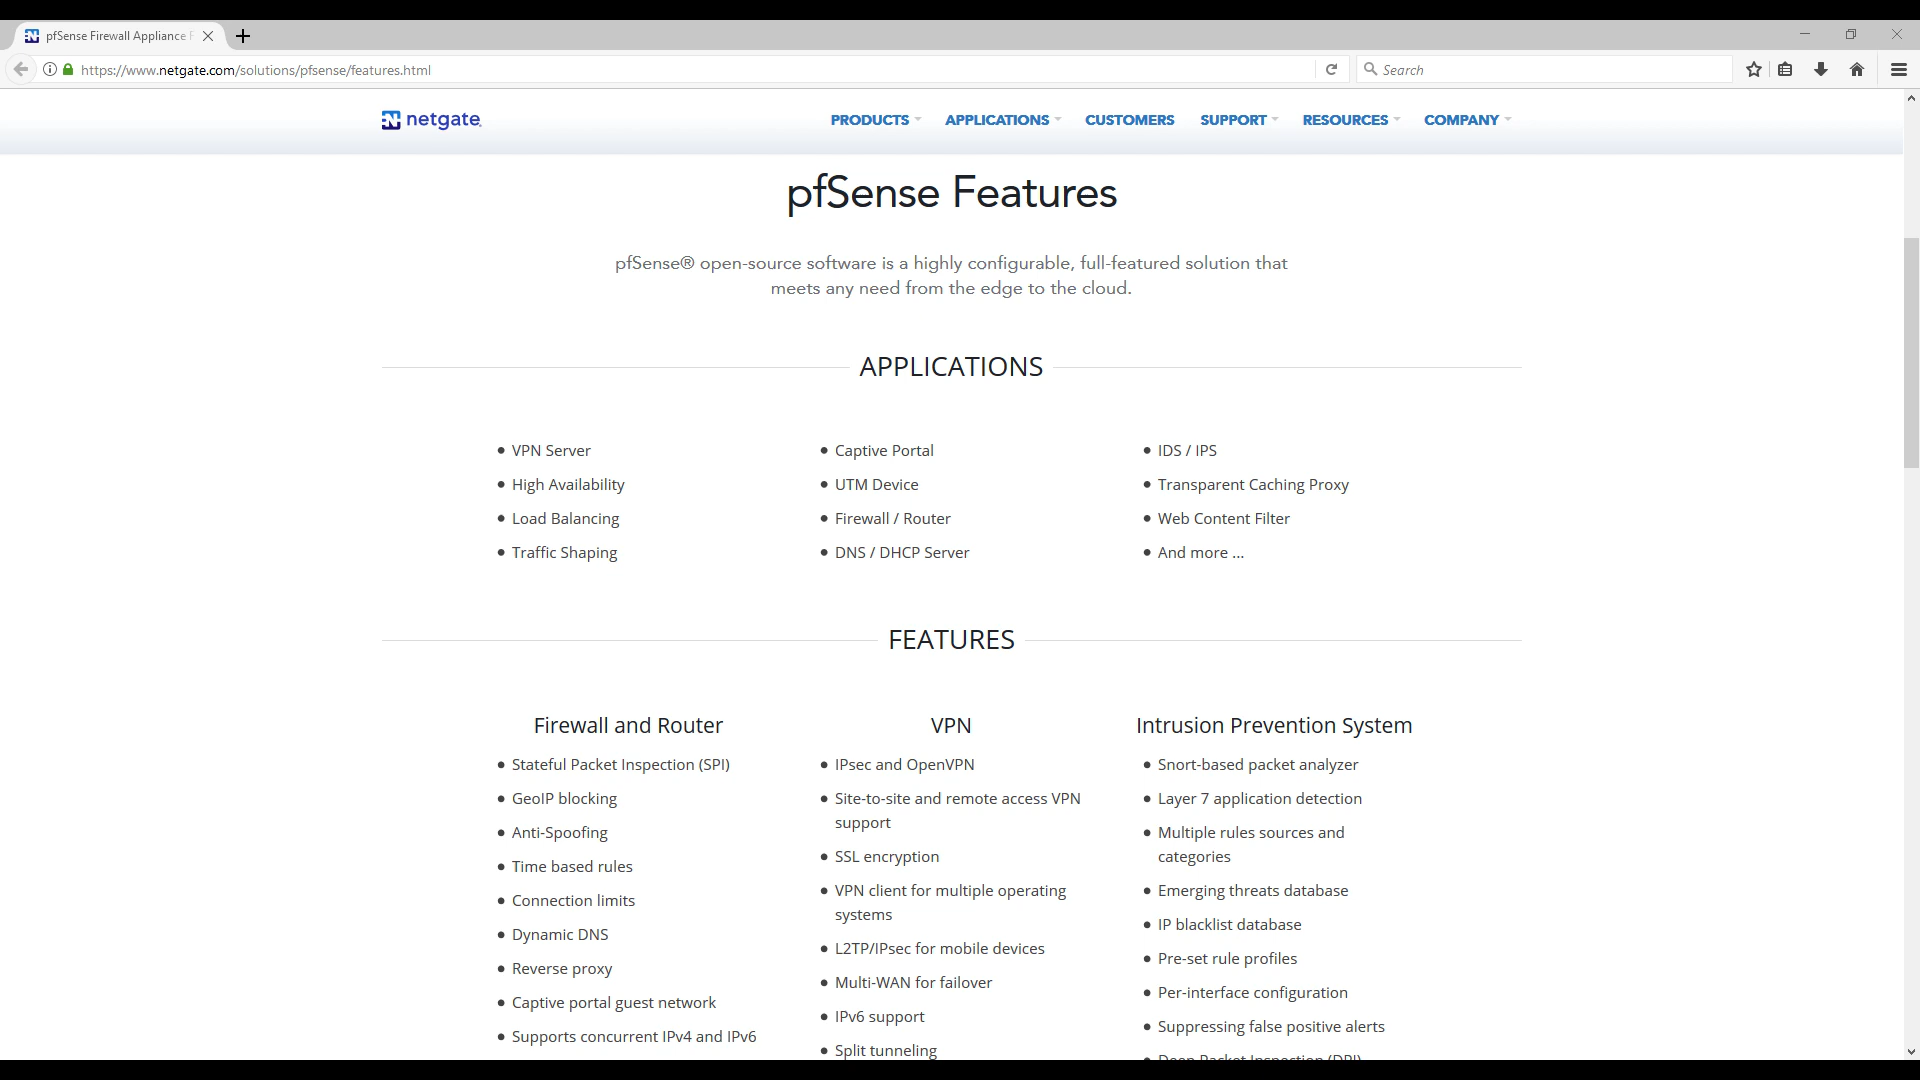 pfSense Firewall Appliance F
https://www.netgate.com/solutions/pfsense/features.html
Search
netgate
PRODUCTS APPLICATIONS CUSTOMERS SUPPORT RESOURCES COMPANY
pfSense Features
pfSense® open-source software is a highly configurable, full-featured solution that
meets any need from the edge to the cloud.
APPLICATIONS
• VPN Server
• High Availability
• Load Balancing
• Traffic Shaping
• Captive Portal
• UTM Device
• Firewall / Router
• DNS / DHCP Server
• IDS / IPS
• Transparent Caching Proxy
• Web Content Filter
• And more ...
FEATURES
Firewall and Router
• Stateful Packet Inspection (SPI)
• GeoIP blocking
• Anti-Spoofing
• Time based rules
• Connection limits
• Dynamic DNS
• Reverse proxy
• Captive portal guest network
• Supports concurrent IPv4 and IPv6
VPN
• IPsec and OpenVPN
• Site-to-site and remote access VPN
support
• SSL encryption
• VPN client for multiple operating
systems
• L2TP/IPsec for mobile devices
• Multi-WAN for failover
• IPv6 support
• Split tunneling
Intrusion Prevention System
• Snort-based packet analyzer
• Layer 7 application detection
• Multiple rules sources and
categories
• Emerging threats database
• IP blacklist database
• Pre-set rule profiles
• Per-interface configuration
• Suppressing false positive alerts
• Deep Packet Inspection (DPI)